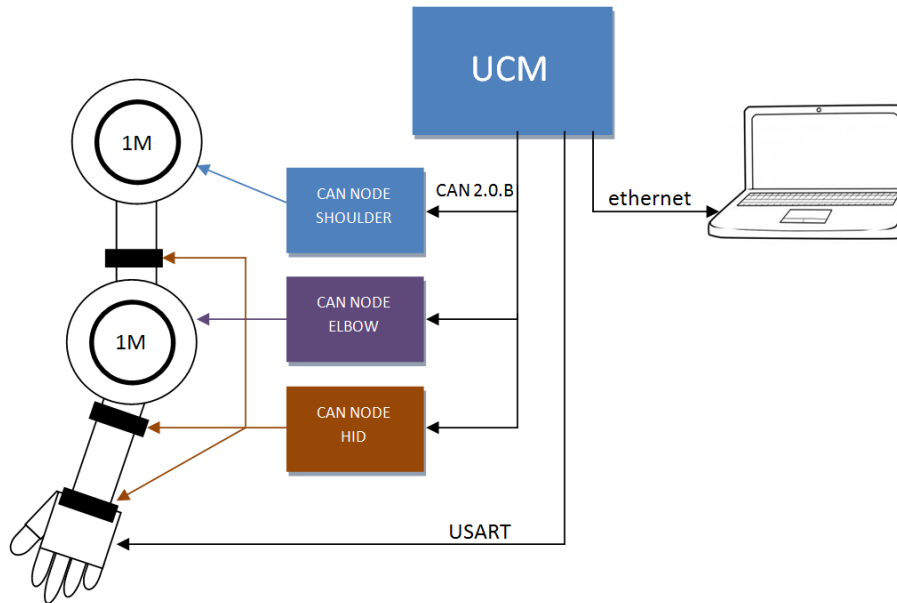 UCM
1M
CAN NODE
SHOULDER
CAN 2.0.B
ethernet
CAN NODE
ELBOW
1M
CAN NODE
HID
USART